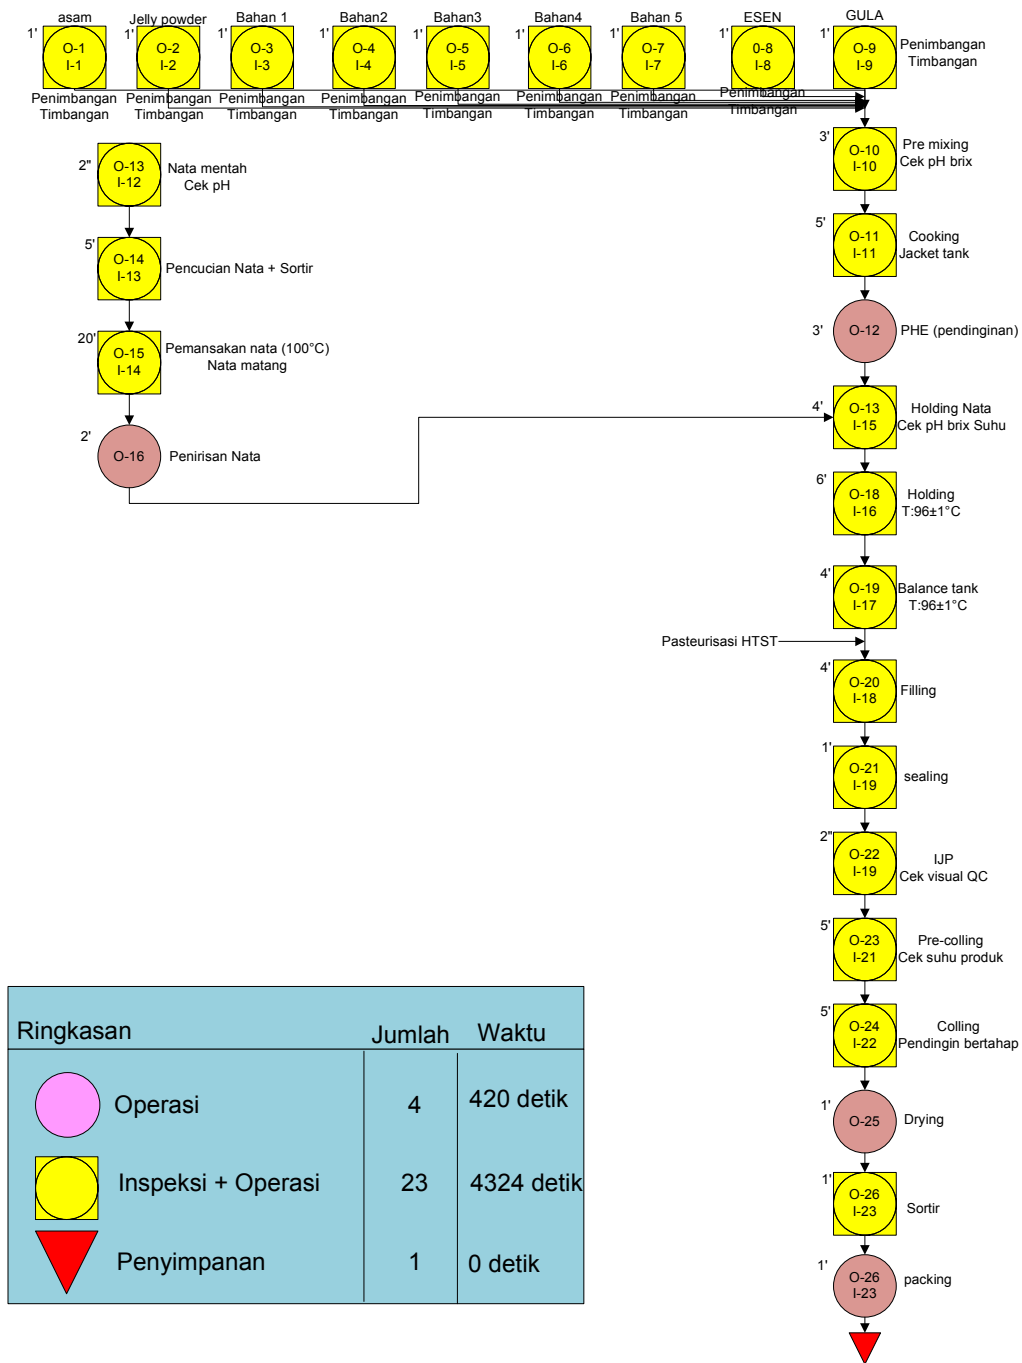 asam
1'
O-1
I-1
Penimbangan
Timbangan
Jelly powder
1'
O-2
I-2
Penimbangan
Timbangan
Bahan 1
1'
O-3
I-3
Penimbangan
Timbangan
Bahan2
1'
O-4
I-4
Penimbangan
Timbangan
Bahan3
1'
O-5
I-5
Penimbangan
Timbangan
Bahan4
1'
O-6
I-6
Penimbangan
Timbangan
Bahan 5
1'
O-7
I-7
Penimbangan
Timbangan
ESEN
1'
0-8
I-8
Penimbangan
Timbangan
GULA
1'
O-9
I-9
Penimbangan
Timbangan
2"
O-13
I-12
Nata mentah
Cek pH
5'
O-14
I-13
Pencucian Nata + Sortir
20'
O-15
I-14
Pemansakan nata (100°C)
Nata matang
2'
O-16
Penirisan Nata
3'
O-10
I-10
Pre mixing
Cek pH brix
5'
O-11
I-11
Cooking
Jacket tank
3'
O-12
PHE (pendinginan)
4'
O-13
I-15
Holding Nata
Cek pH brix Suhu
6'
O-18
I-16
Holding
T:96±1°C
4'
O-19
I-17
Balance tank
T:96±1°C
Pasteurisasi HTST
4'
O-20
I-18
Filling
1'
O-21
I-19
sealing
2"
O-22
I-19
IJP
Cek visual QC
5'
O-23
I-21
Pre-colling
Cek suhu produk
5'
O-24
I-22
Colling
Pendingin bertahap
1'
O-25
Drying
1'
O-26
I-23
Sortir
1'
O-26
I-23
packing
Ringkasan Jumlah Waktu
Operasi 4 420 detik
Inspeksi + Operasi 23 4324 detik
Penyimpanan 1 0 detik